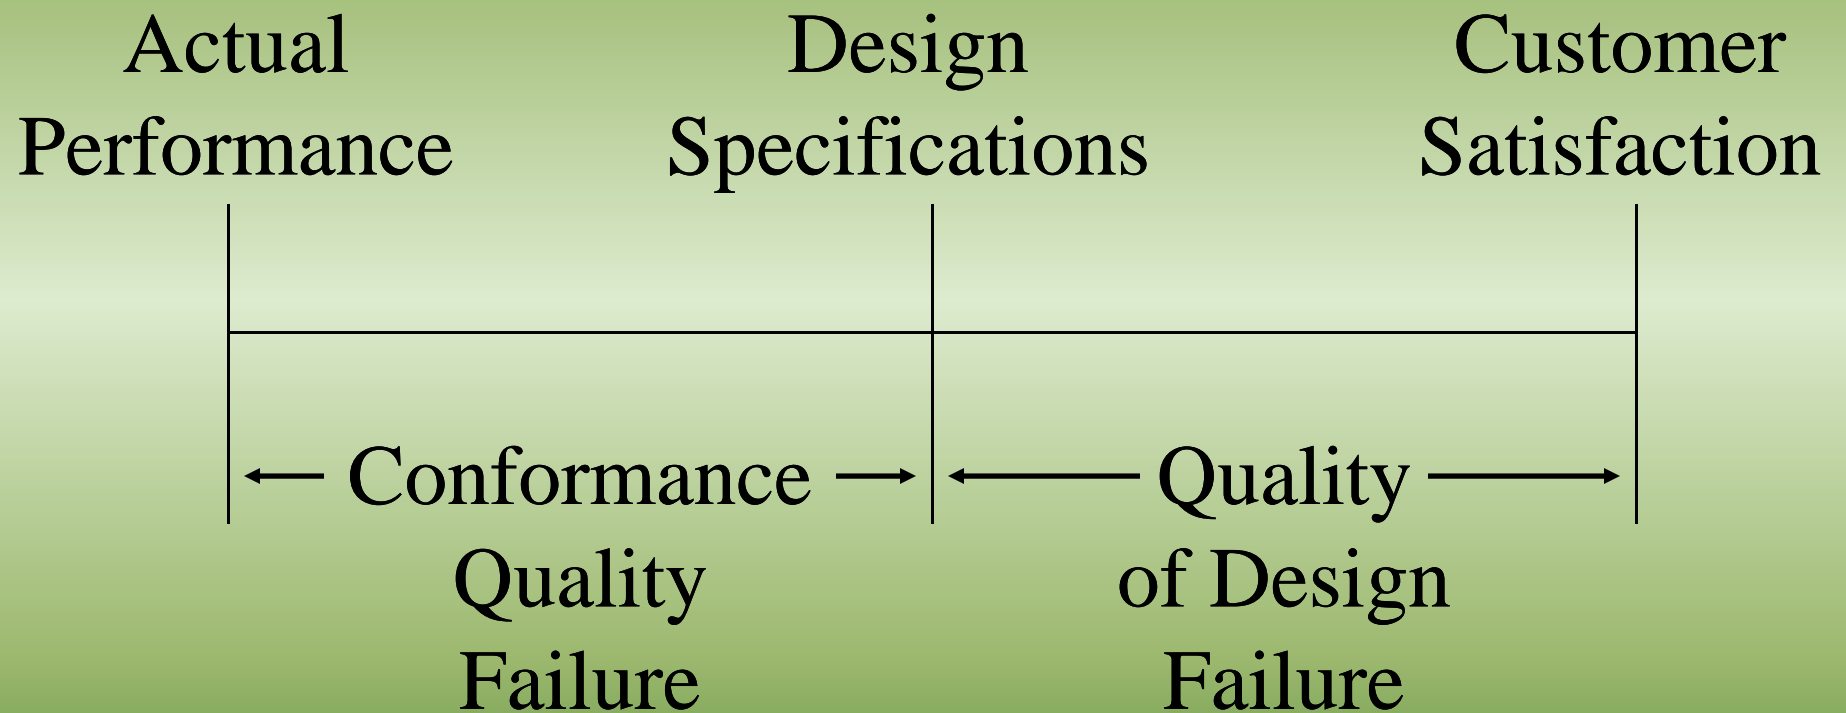 Actual
Performance
Design
Specifications
Customer
Satisfaction
Conformance
Quality
Failure
Quality
of Design
Failure